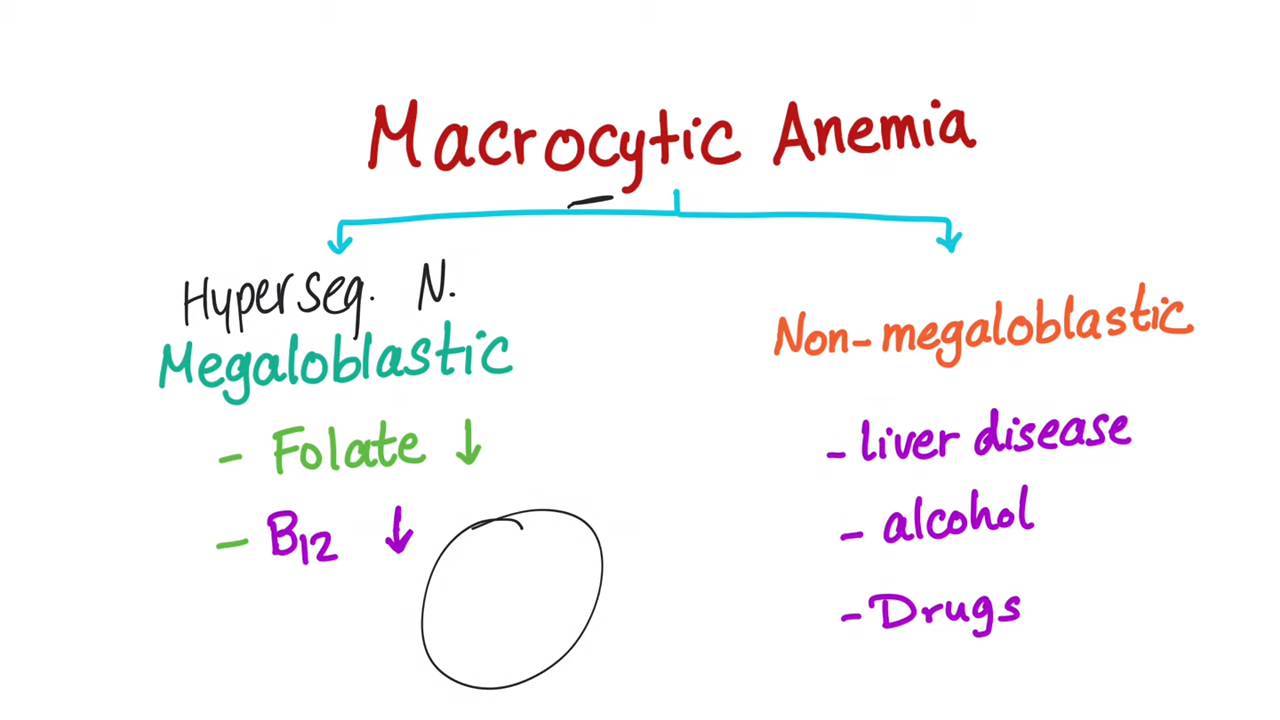 Macrocytic Anemia
Hyperseg. N.
Megaloblastic
- Folate ↓
- B12 ↓
Non-megaloblastic
- liver disease
- alcohol
- Drugs